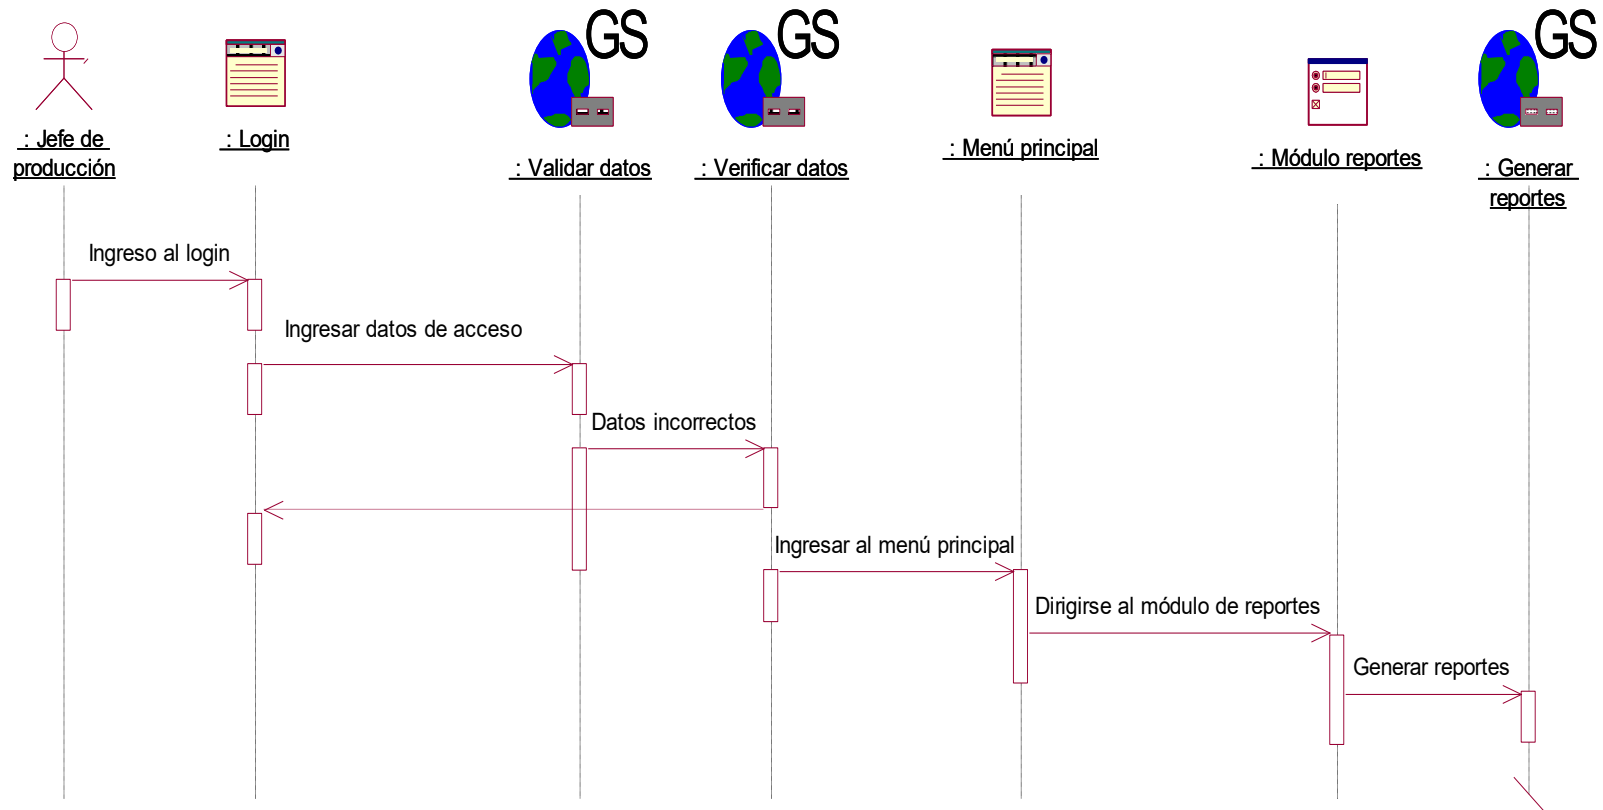 GS
GS
GS
: Jefe de
producción
: Login
: Validar datos
: Verificar datos
: Menú principal
: Módulo reportes
: Generar
reportes
Ingreso al login
Ingresar datos de acceso
Datos incorrectos
Ingresar al menú principal
Dirigirse al módulo de reportes
Generar reportes